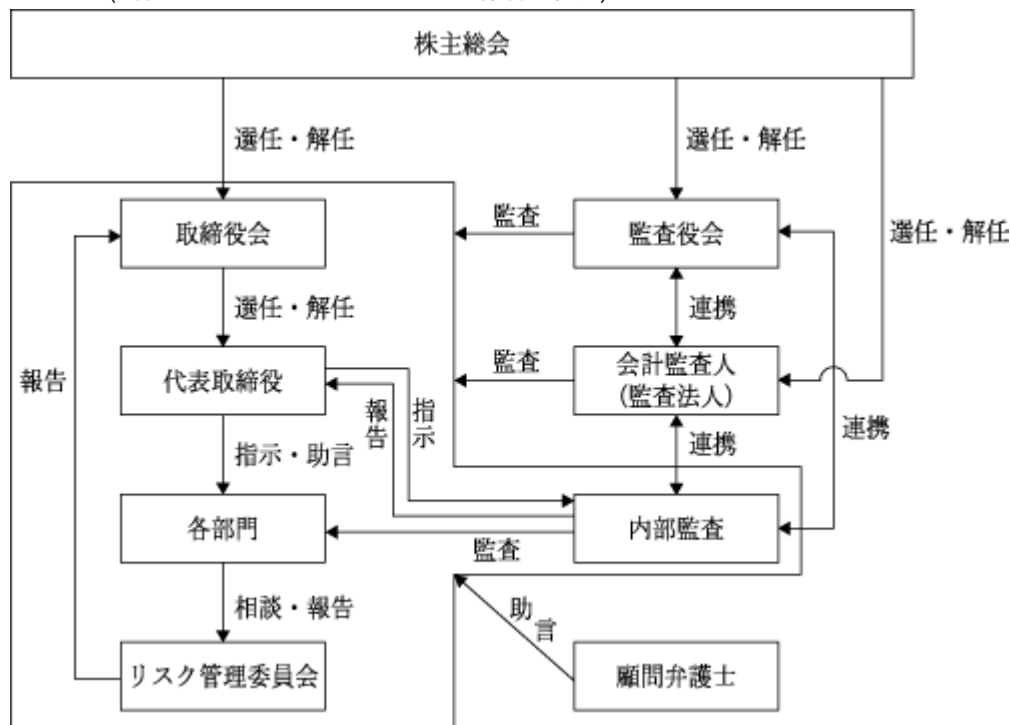 株主総会
選任・解任
選任・解任
選任・解任
取締役会
監査
監査役会
選任・解任
連携
報告
代表取締役
監査
会計監査人
(監査法人)
報告
指示
連携
連携
指示・助言
各部門
内部監査
監査
相談・報告
助言
リスク管理委員会
顧問弁護士